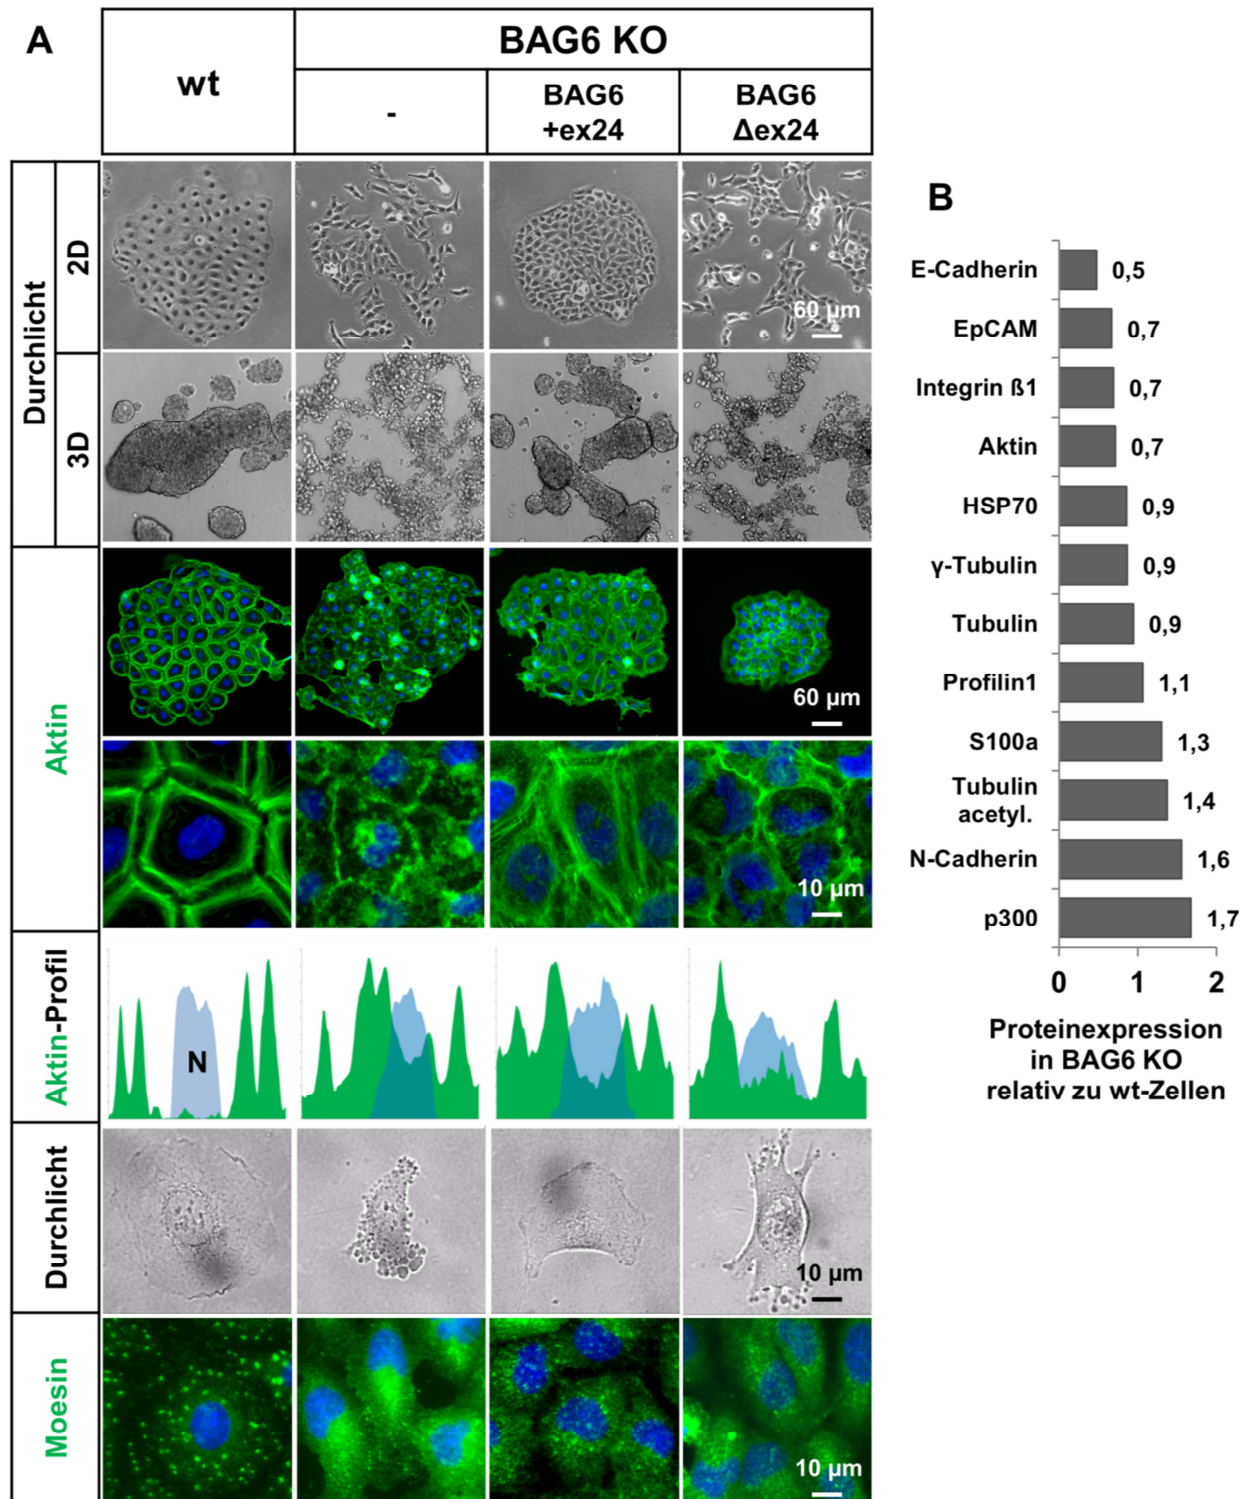 A
wt
BAG6 KO
-
BAG6
+ex24
BAG6
Δex24
Durchlicht
2D
60 µm
3D
Aktin
60 µm
10 µm
Aktin-Profil
N
Durchlicht
10 µm
Moesin
10 µm
B
E-Cadherin 0,5
EpCAM 0,7
Integrin ß1 0,7
Aktin 0,7
HSP70 0,9
γ-Tubulin 0,9
Tubulin 0,9
Profilin1 1,1
S100a 1,3
Tubulin
acetyl. 1,4
N-Cadherin 1,6
p300 1,7
0 1 2
Proteinexpression
in BAG6 KO
relativ zu wt-Zellen